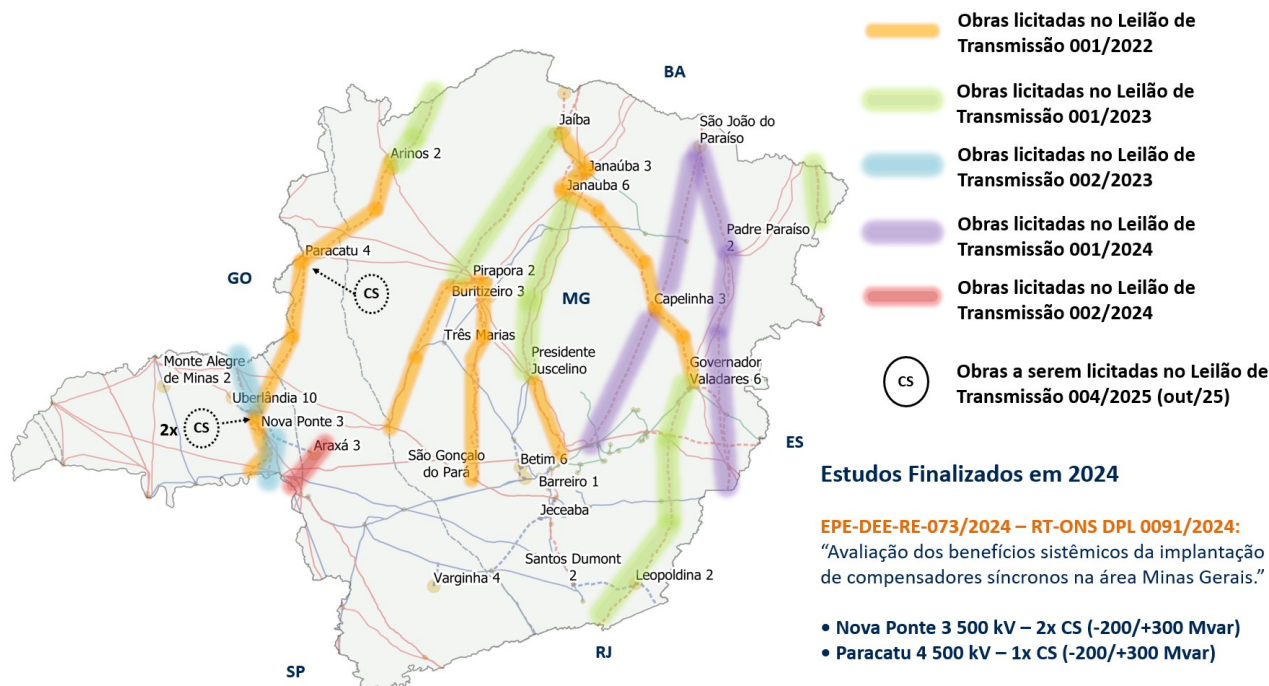 BA
Jaíba
São João do
Paraíso
Arinos 2
Janaúba 3
Janauba 6
Padre Paraíso
2
Paracatu 4
GO
CS
Pirapora 2
Buritizeiro 3
MG
Capelinha 3
Três Marias
Presidente
Juscelino
Governador
Valadares 6
Monte Alegre
de Minas 2
Uberlândia 10
2x
CS
Nova Ponte 3
Araxá 3
São Gonçalo
do Pará
Betim 6
Barreiro 1
ES
Jeceaba
Santos Dumont
2
Varginha 4
Leopoldina 2
RJ
SP
Obras licitadas no Leilão de
Transmissão 001/2022
Obras licitadas no Leilão de
Transmissão 001/2023
Obras licitadas no Leilão de
Transmissão 002/2023
Obras licitadas no Leilão de
Transmissão 001/2024
Obras licitadas no Leilão de
Transmissão 002/2024
CS
Obras a serem licitadas no Leilão de
Transmissão 004/2025 (out/25)
Estudos Finalizados em 2024
EPE-DEE-RE-073/2024 – RT-ONS DPL 0091/2024:
“Avaliação dos benefícios sistêmicos da implantação
de compensadores síncronos na área Minas Gerais.”
• Nova Ponte 3 500 kV – 2x CS (-200/+300 Mvar)
• Paracatu 4 500 kV – 1x CS (-200/+300 Mvar)